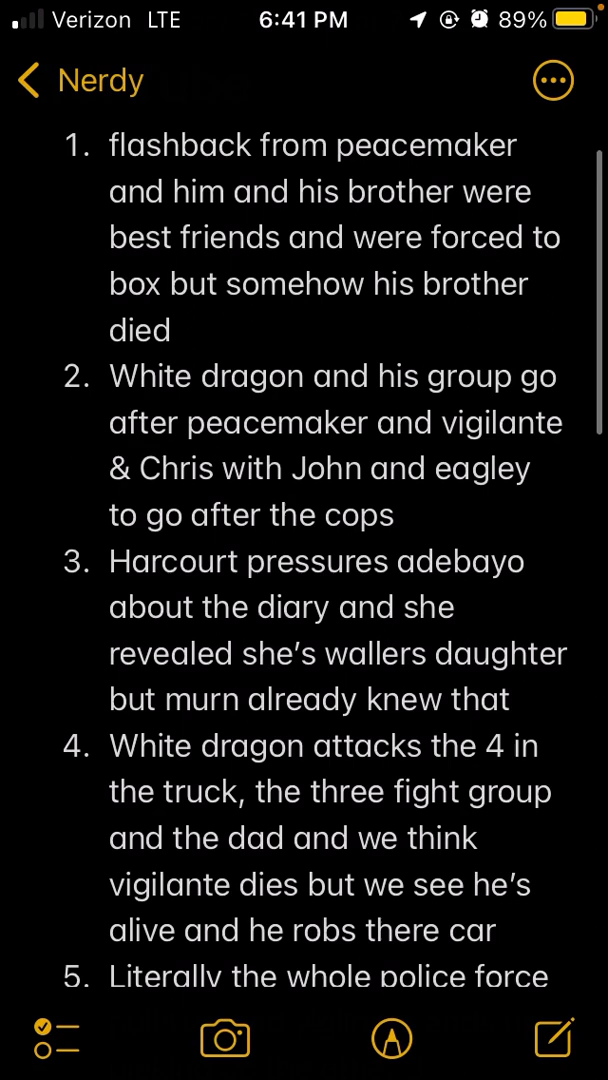 Verizon LTE 6:41 PM 89%
Nerdy
1. flashback from peacemaker
and him and his brother were
best friends and were forced to
box but somehow his brother
died
2. White dragon and his group go
after peacemaker and vigilante
& Chris with John and eagley
to go after the cops
3. Harcourt pressures adebayo
about the diary and she
revealed she’s wallers daughter
but murn already knew that
4. White dragon attacks the 4 in
the truck, the three fight group
and the dad and we think
vigilante dies but we see he’s
alive and he robs there car
5. Literally the whole police force